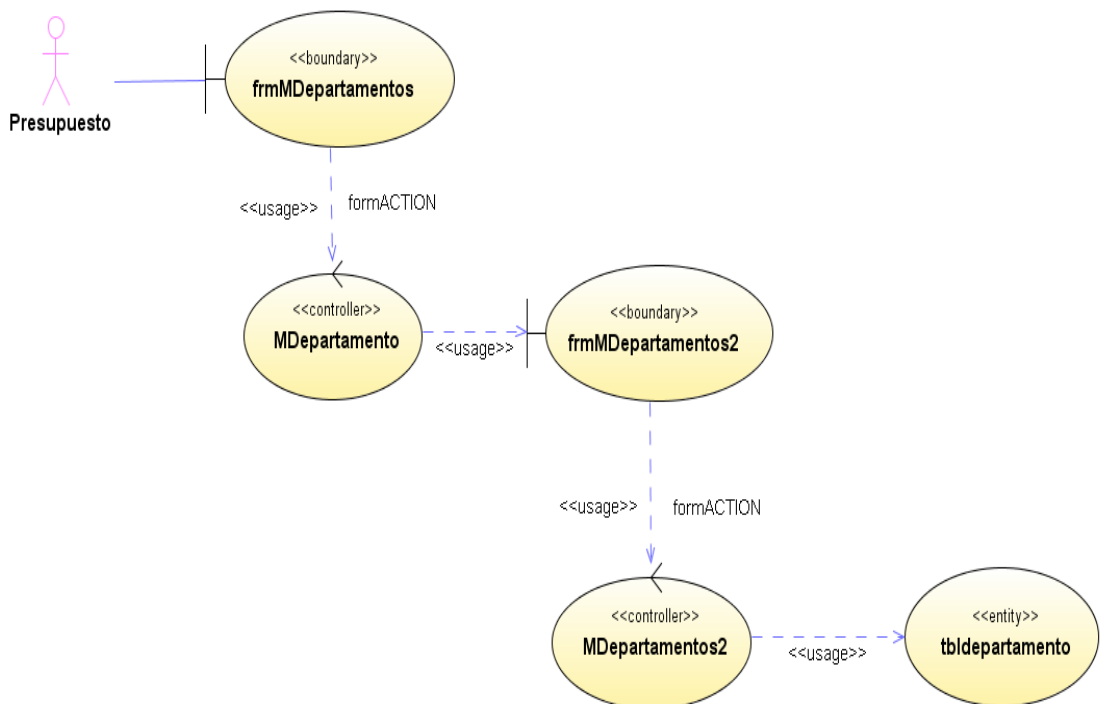 <<boundary>>
frmMDepartamentos
Presupuesto
<<usage>>
formACTION
<<controller>>
MDepartamento
<<usage>>
<<boundary>>
frmMDepartamentos2
<<usage>>
formACTION
<<controller>>
MDepartamentos2
<<usage>>
<<entity>>
tbldepartamento